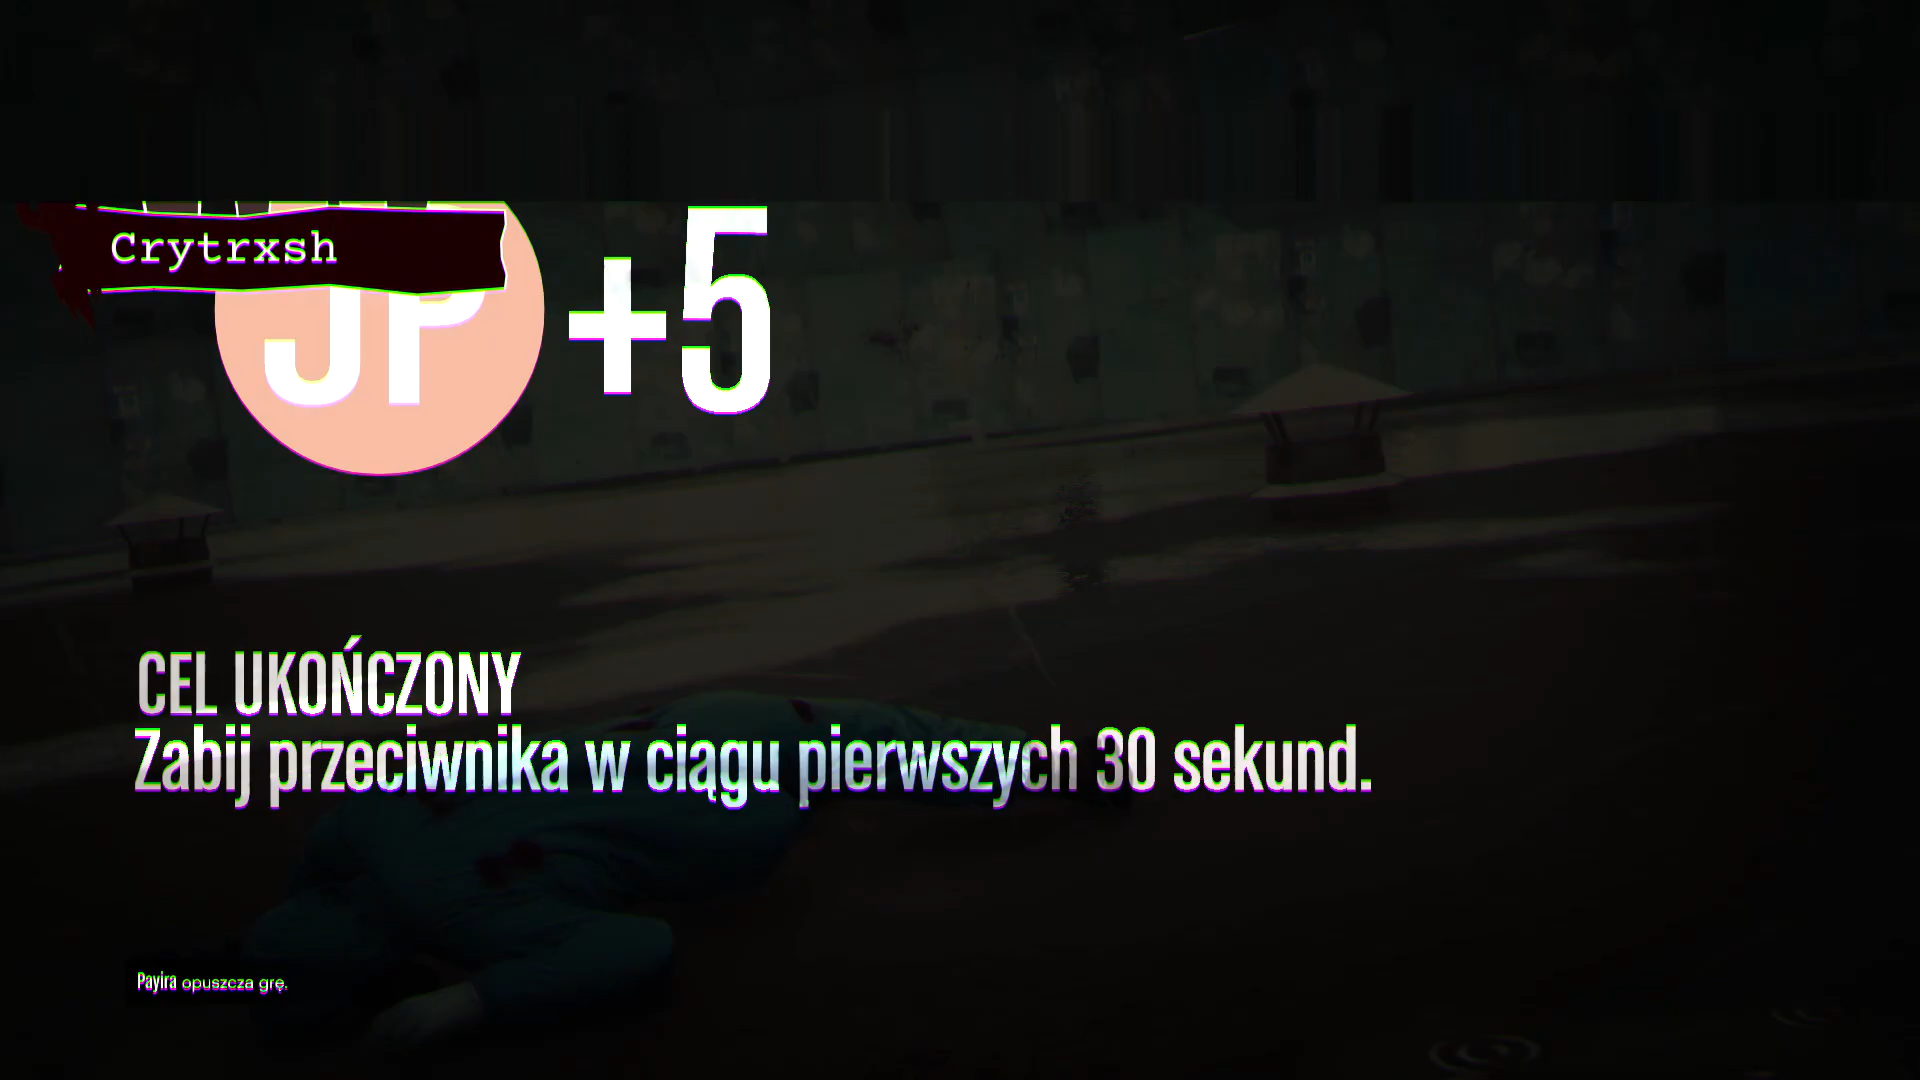 Crytrxsh
JP +5
CEL UKOŃCZONY
Zabij przeciwnika w ciągu pierwszych 30 sekund.
Payira opuszcza grę.